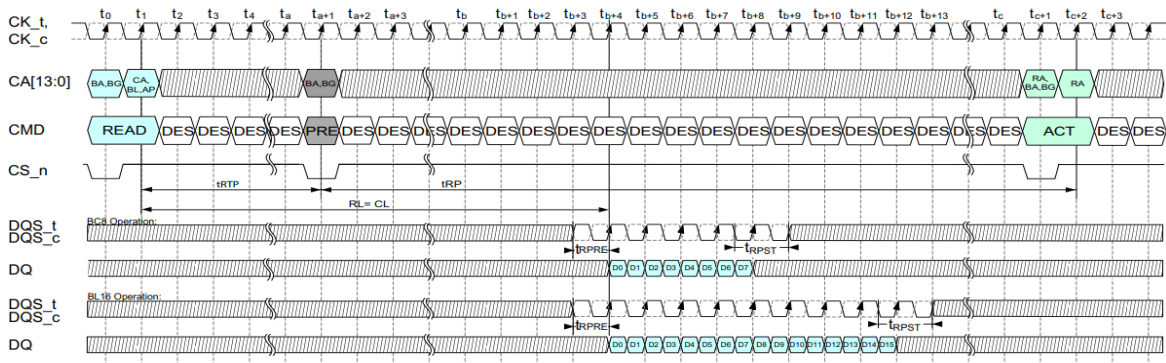 t0 t1 t2 t3 t4 ta ta+1 ta+2 ta+3 tb tb+1 tb+2 tb+3 tb+4 tb+5 tb+6 tb+7 tb+8 tb+9 tb+10 tb+11 tb+12 tb+13 tc tc+1 tc+2 tc+3
CK_t,
CK_c
CA[13:0] BA,BG CA, BL,AP BA,BG RA, BA,BG RA
CMD READ DES DES DES DES PRE DES DES DES DES DES DES DES DES DES DES DES DES DES DES DES DES DES DES DES ACT DES DES
CS_n
tRTP tRP
RL= CL
BC8 Operation:
DQS_t
DQS_c
tRPRE tRPST
DQ D0 D1 D2 D3 D4 D5 D6 D7
BL16 Operation:
DQS_t
DQS_c
tRPRE tRPST
DQ D0 D1 D2 D3 D4 D5 D6 D7 D8 D9 D10 D11 D12 D13 D14 D15